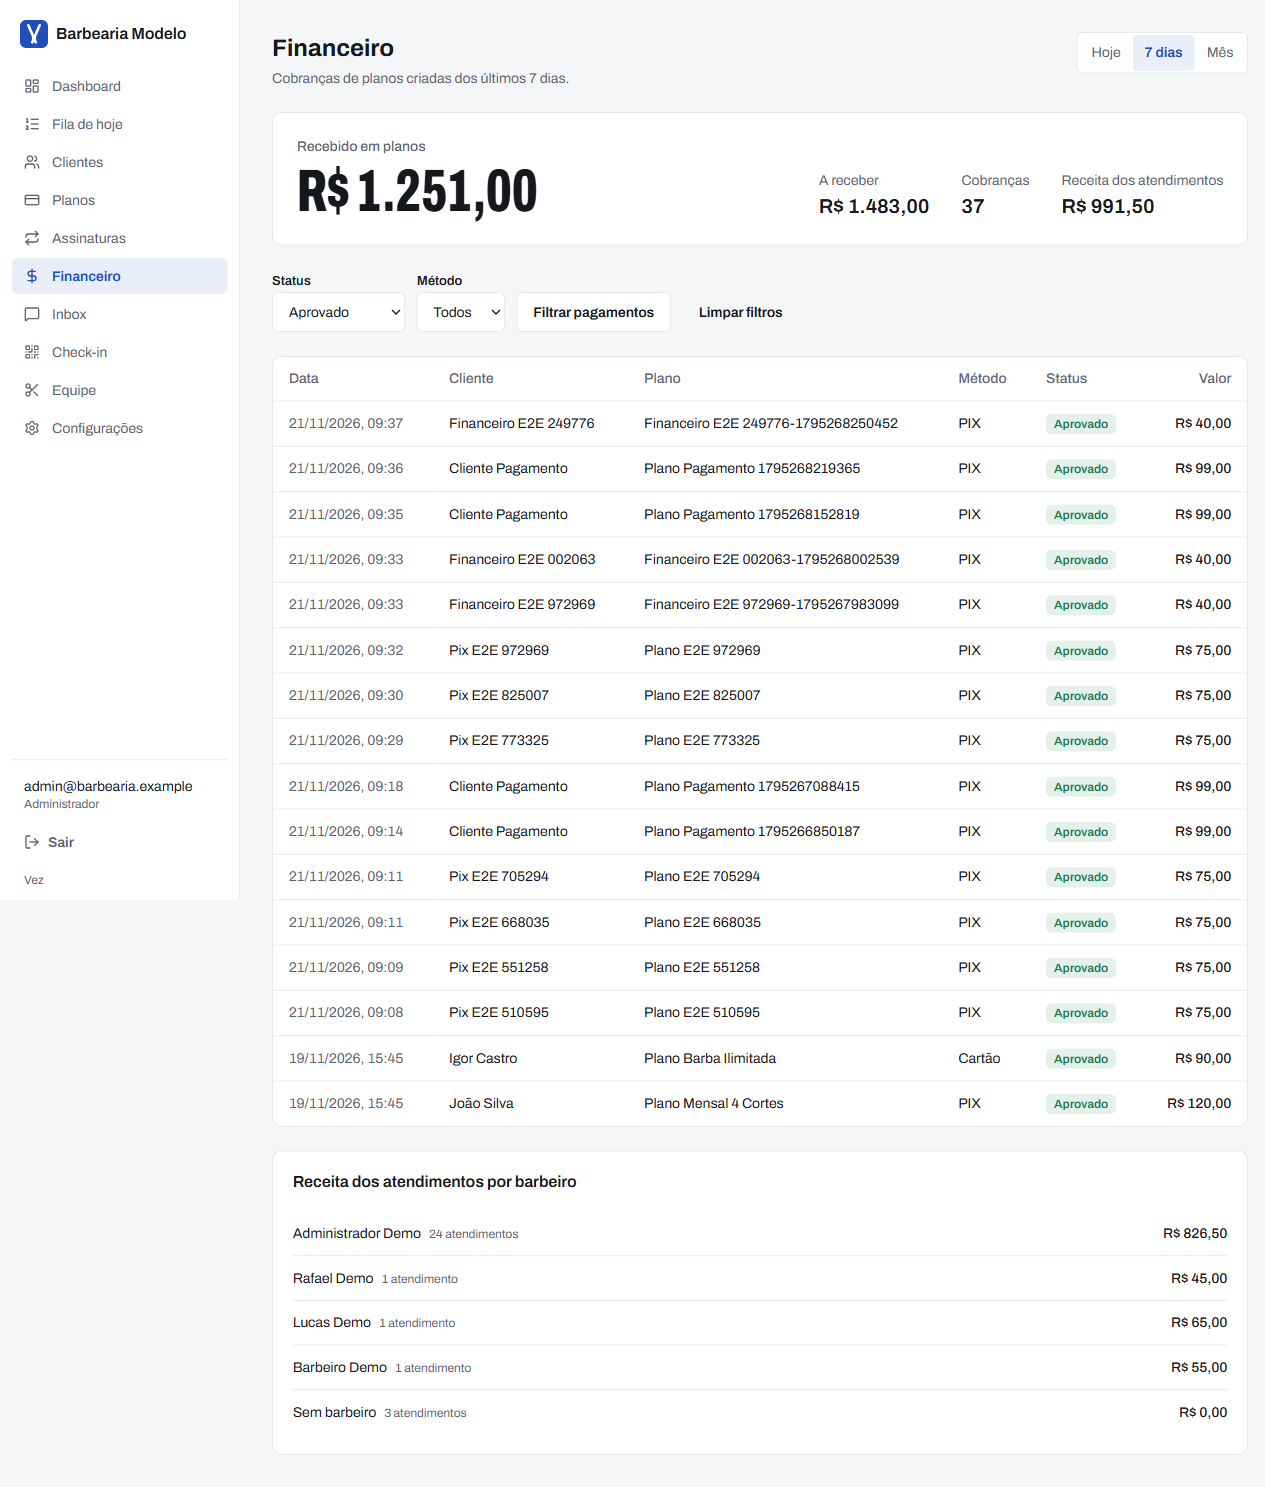 Barbearia Modelo
Dashboard
Fila de hoje
Clientes
Planos
Assinaturas
Financeiro
Inbox
Check-in
Equipe
Configurações
admin@barbearia.example
Administrador
Sair
Vez
Financeiro
Cobranças de planos criadas dos últimos 7 dias.
Hoje 7 dias Mês
Recebido em planos
R$ 1.251,00
A receber
R$ 1.483,00
Cobranças
37
Receita dos atendimentos
R$ 991,50
Status
Aprovado
Método
Todos
Filtrar pagamentos
Limpar filtros
Data Cliente Plano Método Status Valor
21/11/2026, 09:37 Financeiro E2E 249776 Financeiro E2E 249776-1795268250452 PIX Aprovado R$ 40,00
21/11/2026, 09:36 Cliente Pagamento Plano Pagamento 1795268219365 PIX Aprovado R$ 99,00
21/11/2026, 09:35 Cliente Pagamento Plano Pagamento 1795268152819 PIX Aprovado R$ 99,00
21/11/2026, 09:33 Financeiro E2E 002063 Financeiro E2E 002063-1795268002539 PIX Aprovado R$ 40,00
21/11/2026, 09:33 Financeiro E2E 972969 Financeiro E2E 972969-1795267983099 PIX Aprovado R$ 40,00
21/11/2026, 09:32 Pix E2E 972969 Plano E2E 972969 PIX Aprovado R$ 75,00
21/11/2026, 09:30 Pix E2E 825007 Plano E2E 825007 PIX Aprovado R$ 75,00
21/11/2026, 09:29 Pix E2E 773325 Plano E2E 773325 PIX Aprovado R$ 75,00
21/11/2026, 09:18 Cliente Pagamento Plano Pagamento 1795267088415 PIX Aprovado R$ 99,00
21/11/2026, 09:14 Cliente Pagamento Plano Pagamento 1795266850187 PIX Aprovado R$ 99,00
21/11/2026, 09:11 Pix E2E 705294 Plano E2E 705294 PIX Aprovado R$ 75,00
21/11/2026, 09:11 Pix E2E 668035 Plano E2E 668035 PIX Aprovado R$ 75,00
21/11/2026, 09:09 Pix E2E 551258 Plano E2E 551258 PIX Aprovado R$ 75,00
21/11/2026, 09:08 Pix E2E 510595 Plano E2E 510595 PIX Aprovado R$ 75,00
19/11/2026, 15:45 Igor Castro Plano Barba Ilimitada Cartão Aprovado R$ 90,00
19/11/2026, 15:45 João Silva Plano Mensal 4 Cortes PIX Aprovado R$ 120,00
Receita dos atendimentos por barbeiro
Administrador Demo 24 atendimentos R$ 826,50
Rafael Demo 1 atendimento R$ 45,00
Lucas Demo 1 atendimento R$ 65,00
Barbeiro Demo 1 atendimento R$ 55,00
Sem barbeiro 3 atendimentos R$ 0,00